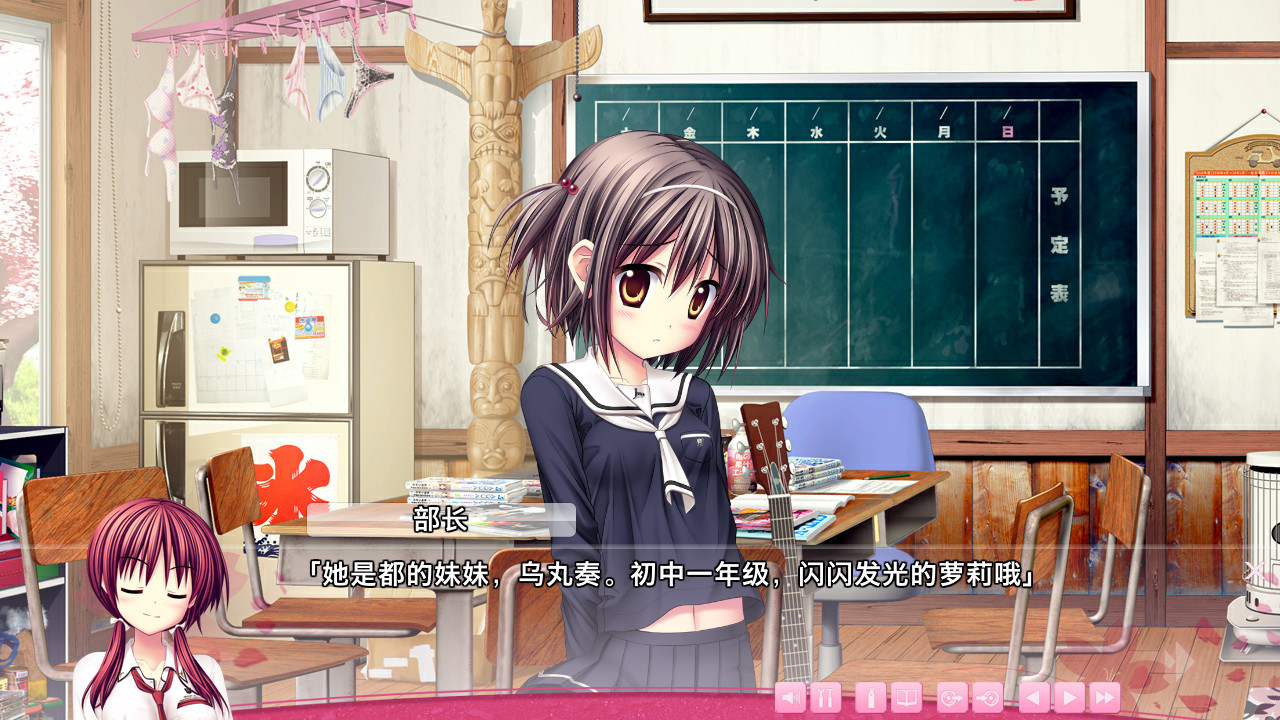 土 金 木 水 火 月 日
予定表
部长
「她是都的妹妹，乌丸奏。初中一年级，闪闪发光的萝莉哦」